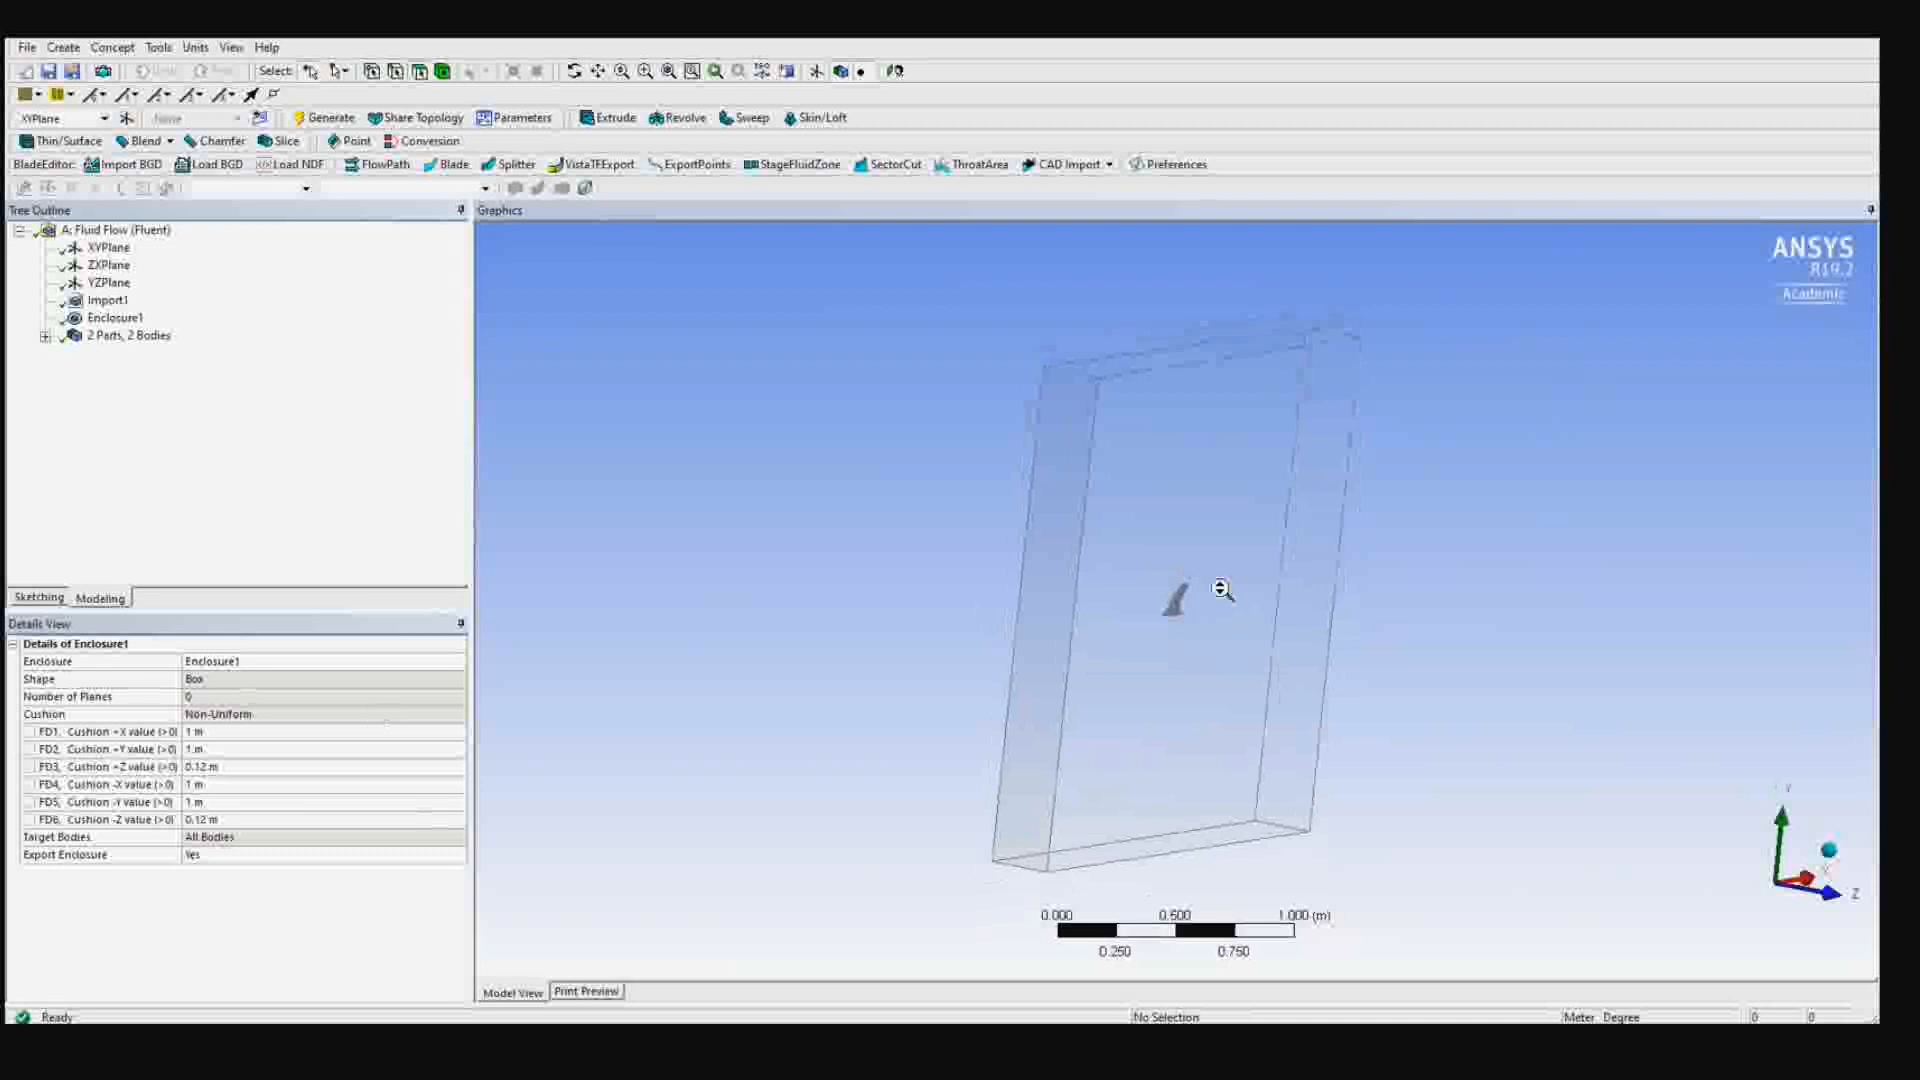 File Create Concept Tools Units View Help
Select:
XYPlane None Generate Share Topology Parameters Extrude Revolve Sweep Skin/Loft
Thin/Surface Blend Chamfer Slice Point Conversion
BladeEditor: Import BGD Load BGD Load NDF FlowPath Blade Splitter VistaTFExport ExportPoints StageFluidZone SectorCut ThroatArea CAD Import Preferences
Tree Outline
A: Fluid Flow (Fluent)
XYPlane
ZXPlane
YZPlane
Import1
Enclosure1
2 Parts, 2 Bodies
Sketching Modeling
Details View
Details of Enclosure1
Enclosure Enclosure1
Shape Box
Number of Planes 0
Cushion Non-Uniform
FD1, Cushion +X value (>0) 1 m
FD2, Cushion +Y value (>0) 1 m
FD3, Cushion +Z value (>0) 0.12 m
FD4, Cushion -X value (>0) 1 m
FD5, Cushion -Y value (>0) 1 m
FD6, Cushion -Z value (>0) 0.12 m
Target Bodies All Bodies
Export Enclosure Yes
Graphics
ANSYS
R19.2
Academic
Y
X
Z
0.000 0.500 1.000 (m)
0.250 0.750
Model View Print Preview
Ready No Selection Meter Degree 0 0